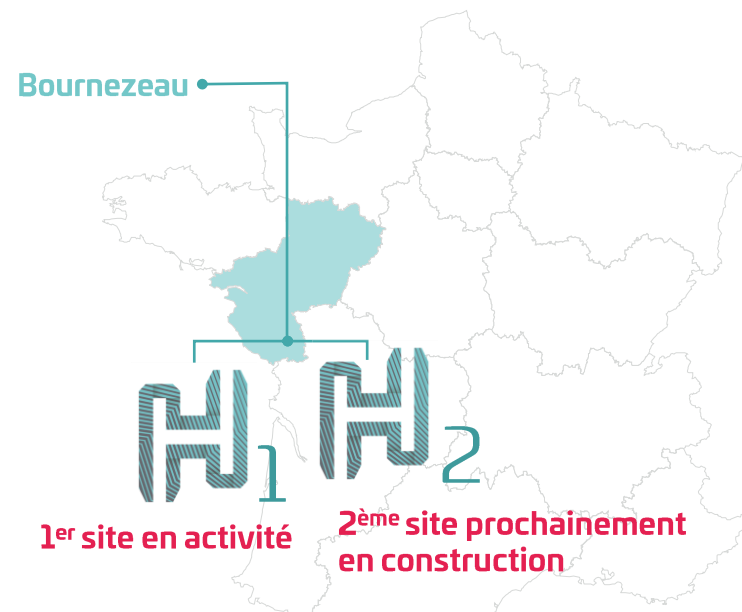 Bournezeau
H1
H2
1er site en activité
2ème site prochainement
en construction